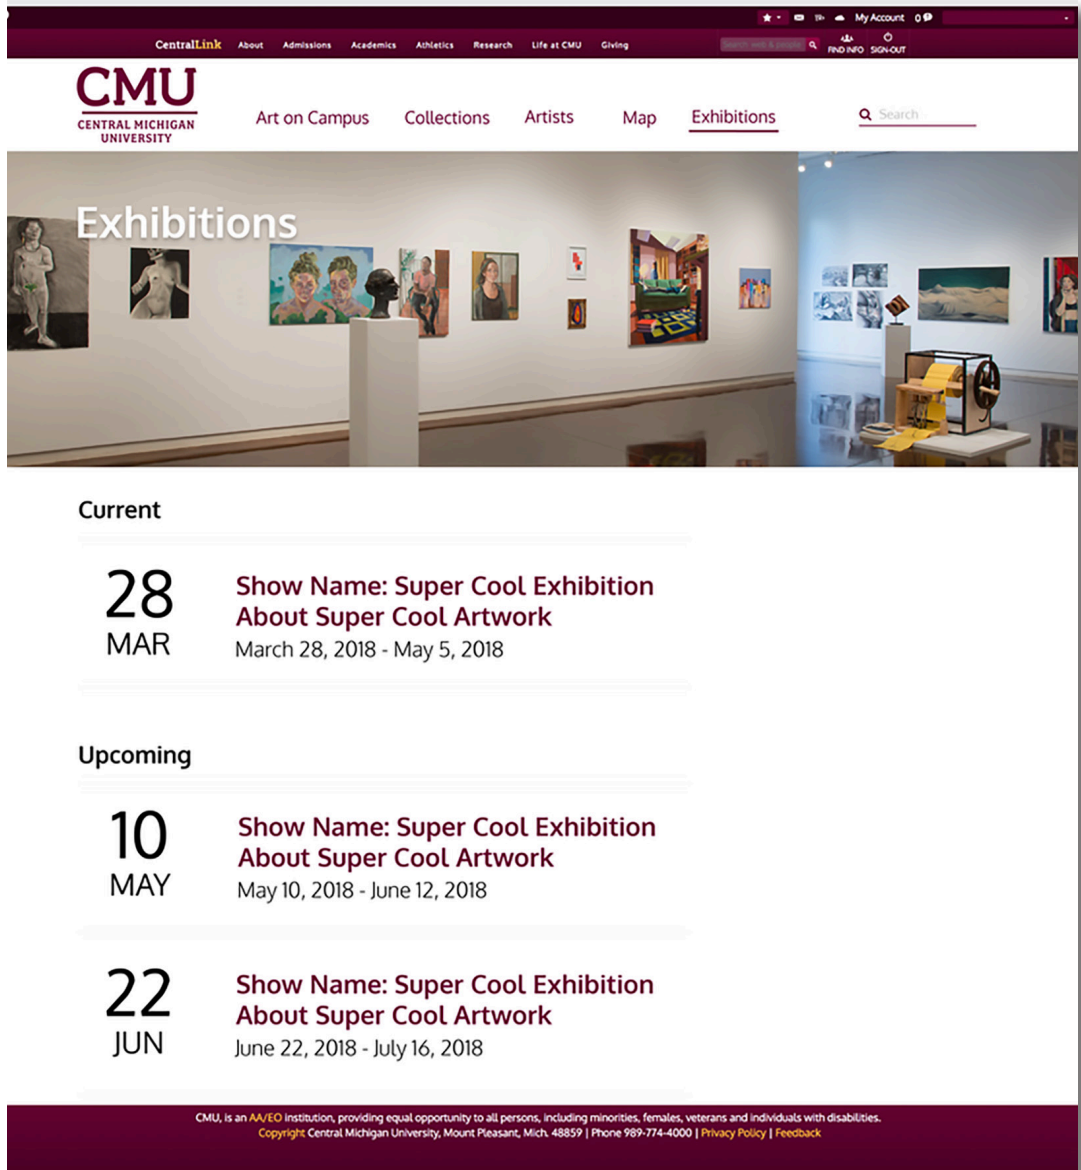 My Account 0
CentralLink About Admissions Academics Athletics Research Life at CMU Giving Search web & people FIND INFO SIGN-OUT
CMU
CENTRAL MICHIGAN
UNIVERSITY
Art on Campus Collections Artists Map Exhibitions Search
Exhibitions
Current
28
MAR
Show Name: Super Cool Exhibition
About Super Cool Artwork
March 28, 2018 - May 5, 2018
Upcoming
10
MAY
Show Name: Super Cool Exhibition
About Super Cool Artwork
May 10, 2018 - June 12, 2018
22
JUN
Show Name: Super Cool Exhibition
About Super Cool Artwork
June 22, 2018 - July 16, 2018
CMU, is an AA/EO institution, providing equal opportunity to all persons, including minorities, females, veterans and individuals with disabilities.
Copyright Central Michigan University, Mount Pleasant, Mich. 48859 | Phone 989-774-4000 | Privacy Policy | Feedback